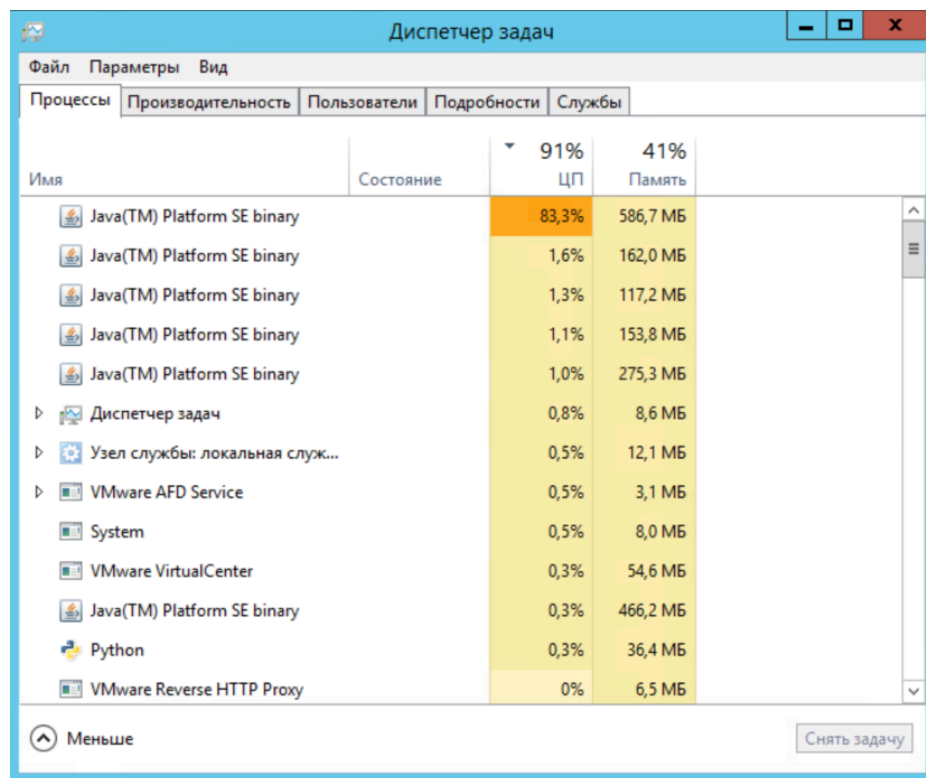 Диспетчер задач
Файл Параметры Вид
Процессы Производительность Пользователи Подробности Службы
91% 41%
Имя Состояние ЦП Память
Java(TM) Platform SE binary 83,3% 586,7 МБ
Java(TM) Platform SE binary 1,6% 162,0 МБ
Java(TM) Platform SE binary 1,3% 117,2 МБ
Java(TM) Platform SE binary 1,1% 153,8 МБ
Java(TM) Platform SE binary 1,0% 275,3 МБ
Диспетчер задач 0,8% 8,6 МБ
Узел службы: локальная служ... 0,5% 12,1 МБ
VMware AFD Service 0,5% 3,1 МБ
System 0,5% 8,0 МБ
VMware VirtualCenter 0,3% 54,6 МБ
Java(TM) Platform SE binary 0,3% 466,2 МБ
Python 0,3% 36,4 МБ
VMware Reverse HTTP Proxy 0% 6,5 МБ
Меньше Снять задачу